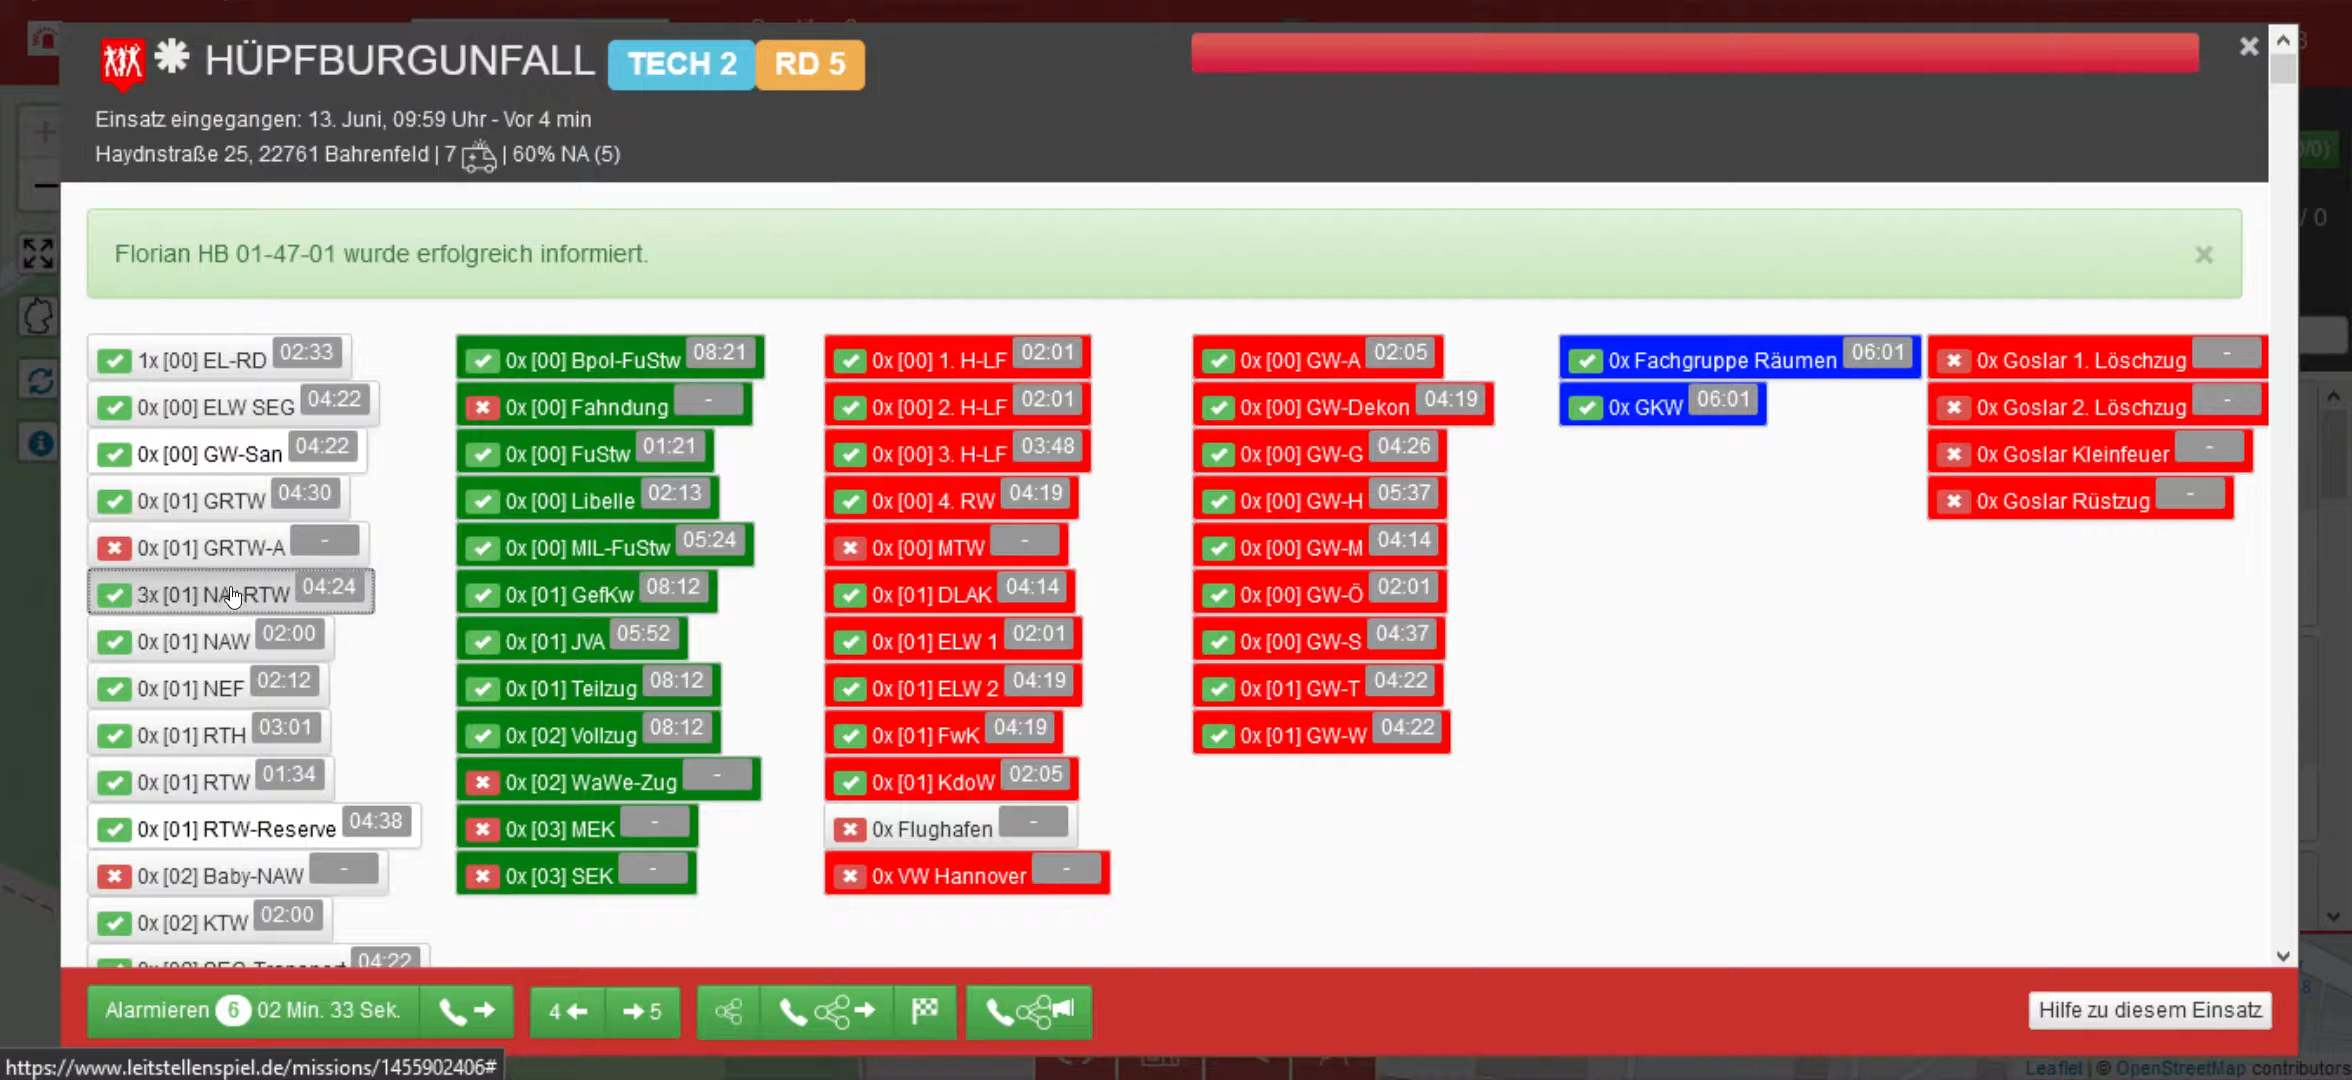 HÜPFBURGUNFALL TECH 2 RD 5
Einsatz eingegangen: 13. Juni, 09:59 Uhr - Vor 4 min
Haydnstraße 25, 22761 Bahrenfeld | 7 | 60% NA (5)
Florian HB 01-47-01 wurde erfolgreich informiert.
1x [00] EL-RD 02:33
0x [00] ELW SEG 04:22
0x [00] GW-San 04:22
0x [01] GRTW 04:30
0x [01] GRTW-A -
3x [01] NA-RTW 04:24
0x [01] NAW 02:00
0x [01] NEF 02:12
0x [01] RTH 03:01
0x [01] RTW 01:34
0x [01] RTW-Reserve 04:38
0x [02] Baby-NAW -
0x [02] KTW 02:00
04:22
0x [00] Bpol-FuStw 08:21
0x [00] Fahndung -
0x [00] FuStw 01:21
0x [00] Libelle 02:13
0x [00] MIL-FuStw 05:24
0x [01] GefKw 08:12
0x [01] JVA 05:52
0x [01] Teilzug 08:12
0x [02] Vollzug 08:12
0x [02] WaWe-Zug -
0x [03] MEK -
0x [03] SEK -
0x [00] 1. H-LF 02:01
0x [00] 2. H-LF 02:01
0x [00] 3. H-LF 03:48
0x [00] 4. RW 04:19
0x [00] MTW -
0x [01] DLAK 04:14
0x [01] ELW 1 02:01
0x [01] ELW 2 04:19
0x [01] FwK 04:19
0x [01] KdoW 02:05
0x Flughafen -
0x VW Hannover -
0x [00] GW-A 02:05
0x [00] GW-Dekon 04:19
0x [00] GW-G 04:26
0x [00] GW-H 05:37
0x [00] GW-M 04:14
0x [00] GW-Ö 02:01
0x [00] GW-S 04:37
0x [01] GW-T 04:22
0x [01] GW-W 04:22
0x Fachgruppe Räumen 06:01
0x GKW 06:01
0x Goslar 1. Löschzug -
0x Goslar 2. Löschzug -
0x Goslar Kleinfeuer -
0x Goslar Rüstzug -
Alarmieren 6 02 Min. 33 Sek.
4
5
Hilfe zu diesem Einsatz
https://www.leitstellenspiel.de/missions/1455902406#
Leaflet | © OpenStreetMap contributors